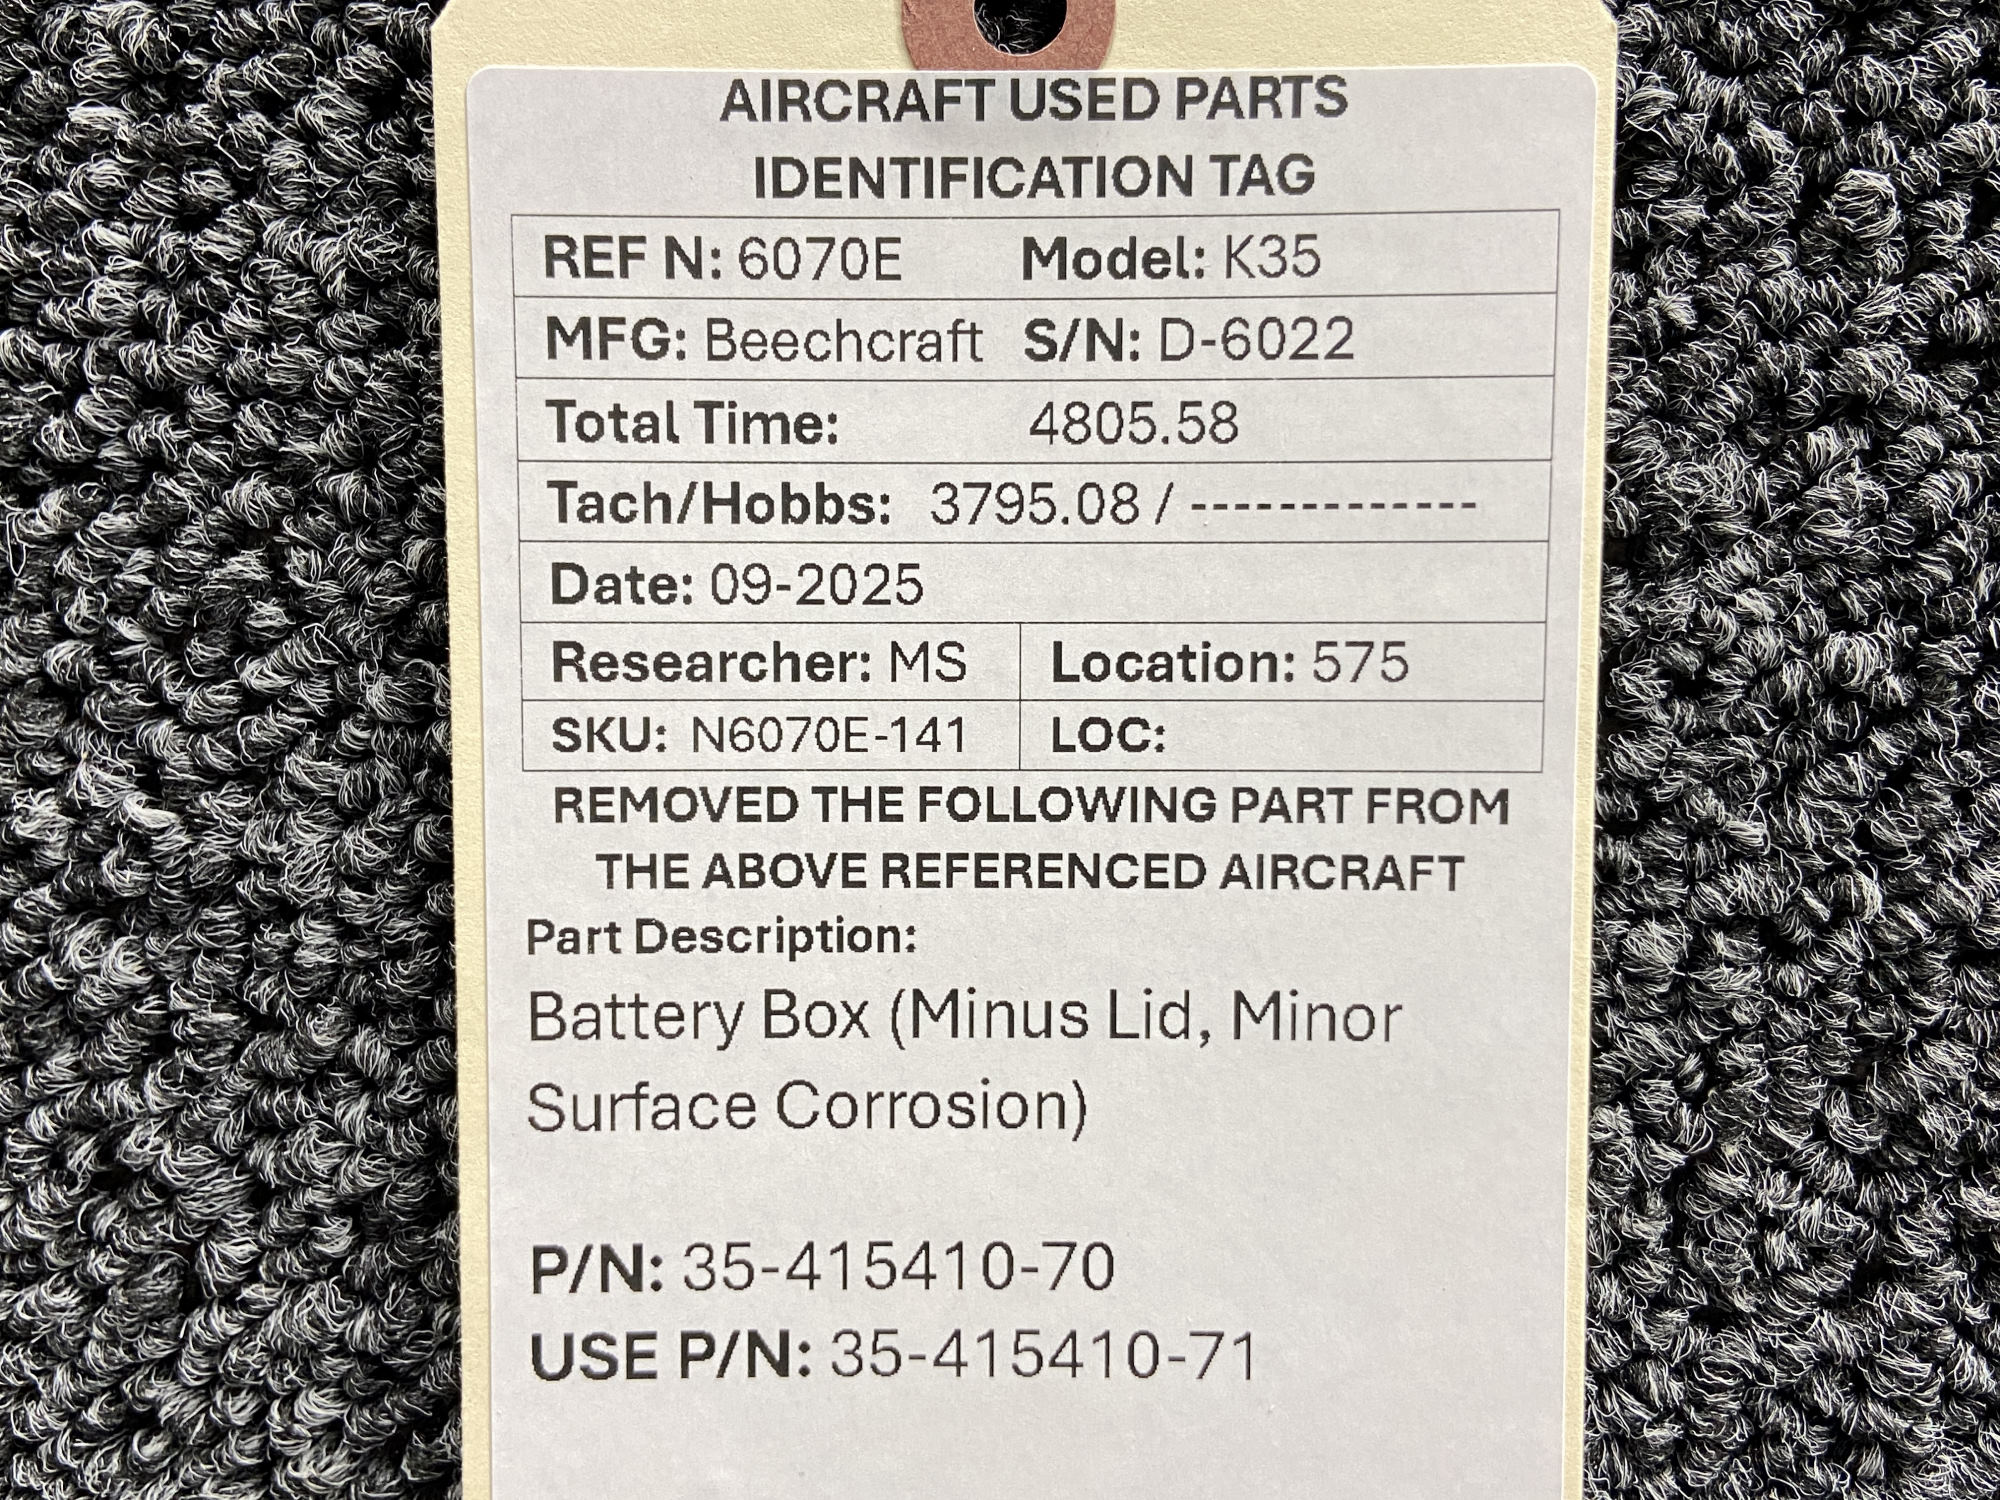 AIRCRAFT USED PARTS
IDENTIFICATION TAG
REF N: 6070E Model: K35
MFG: Beechcraft S/N: D-6022
Total Time: 4805.58
Tach/Hobbs: 3795.08 / -------------
Date: 09-2025
Researcher: MS Location: 575
SKU: N6070E-141 LOC:
REMOVED THE FOLLOWING PART FROM
THE ABOVE REFERENCED AIRCRAFT
Part Description:
Battery Box (Minus Lid, Minor
Surface Corrosion)
P/N: 35-415410-70
USE P/N: 35-415410-71